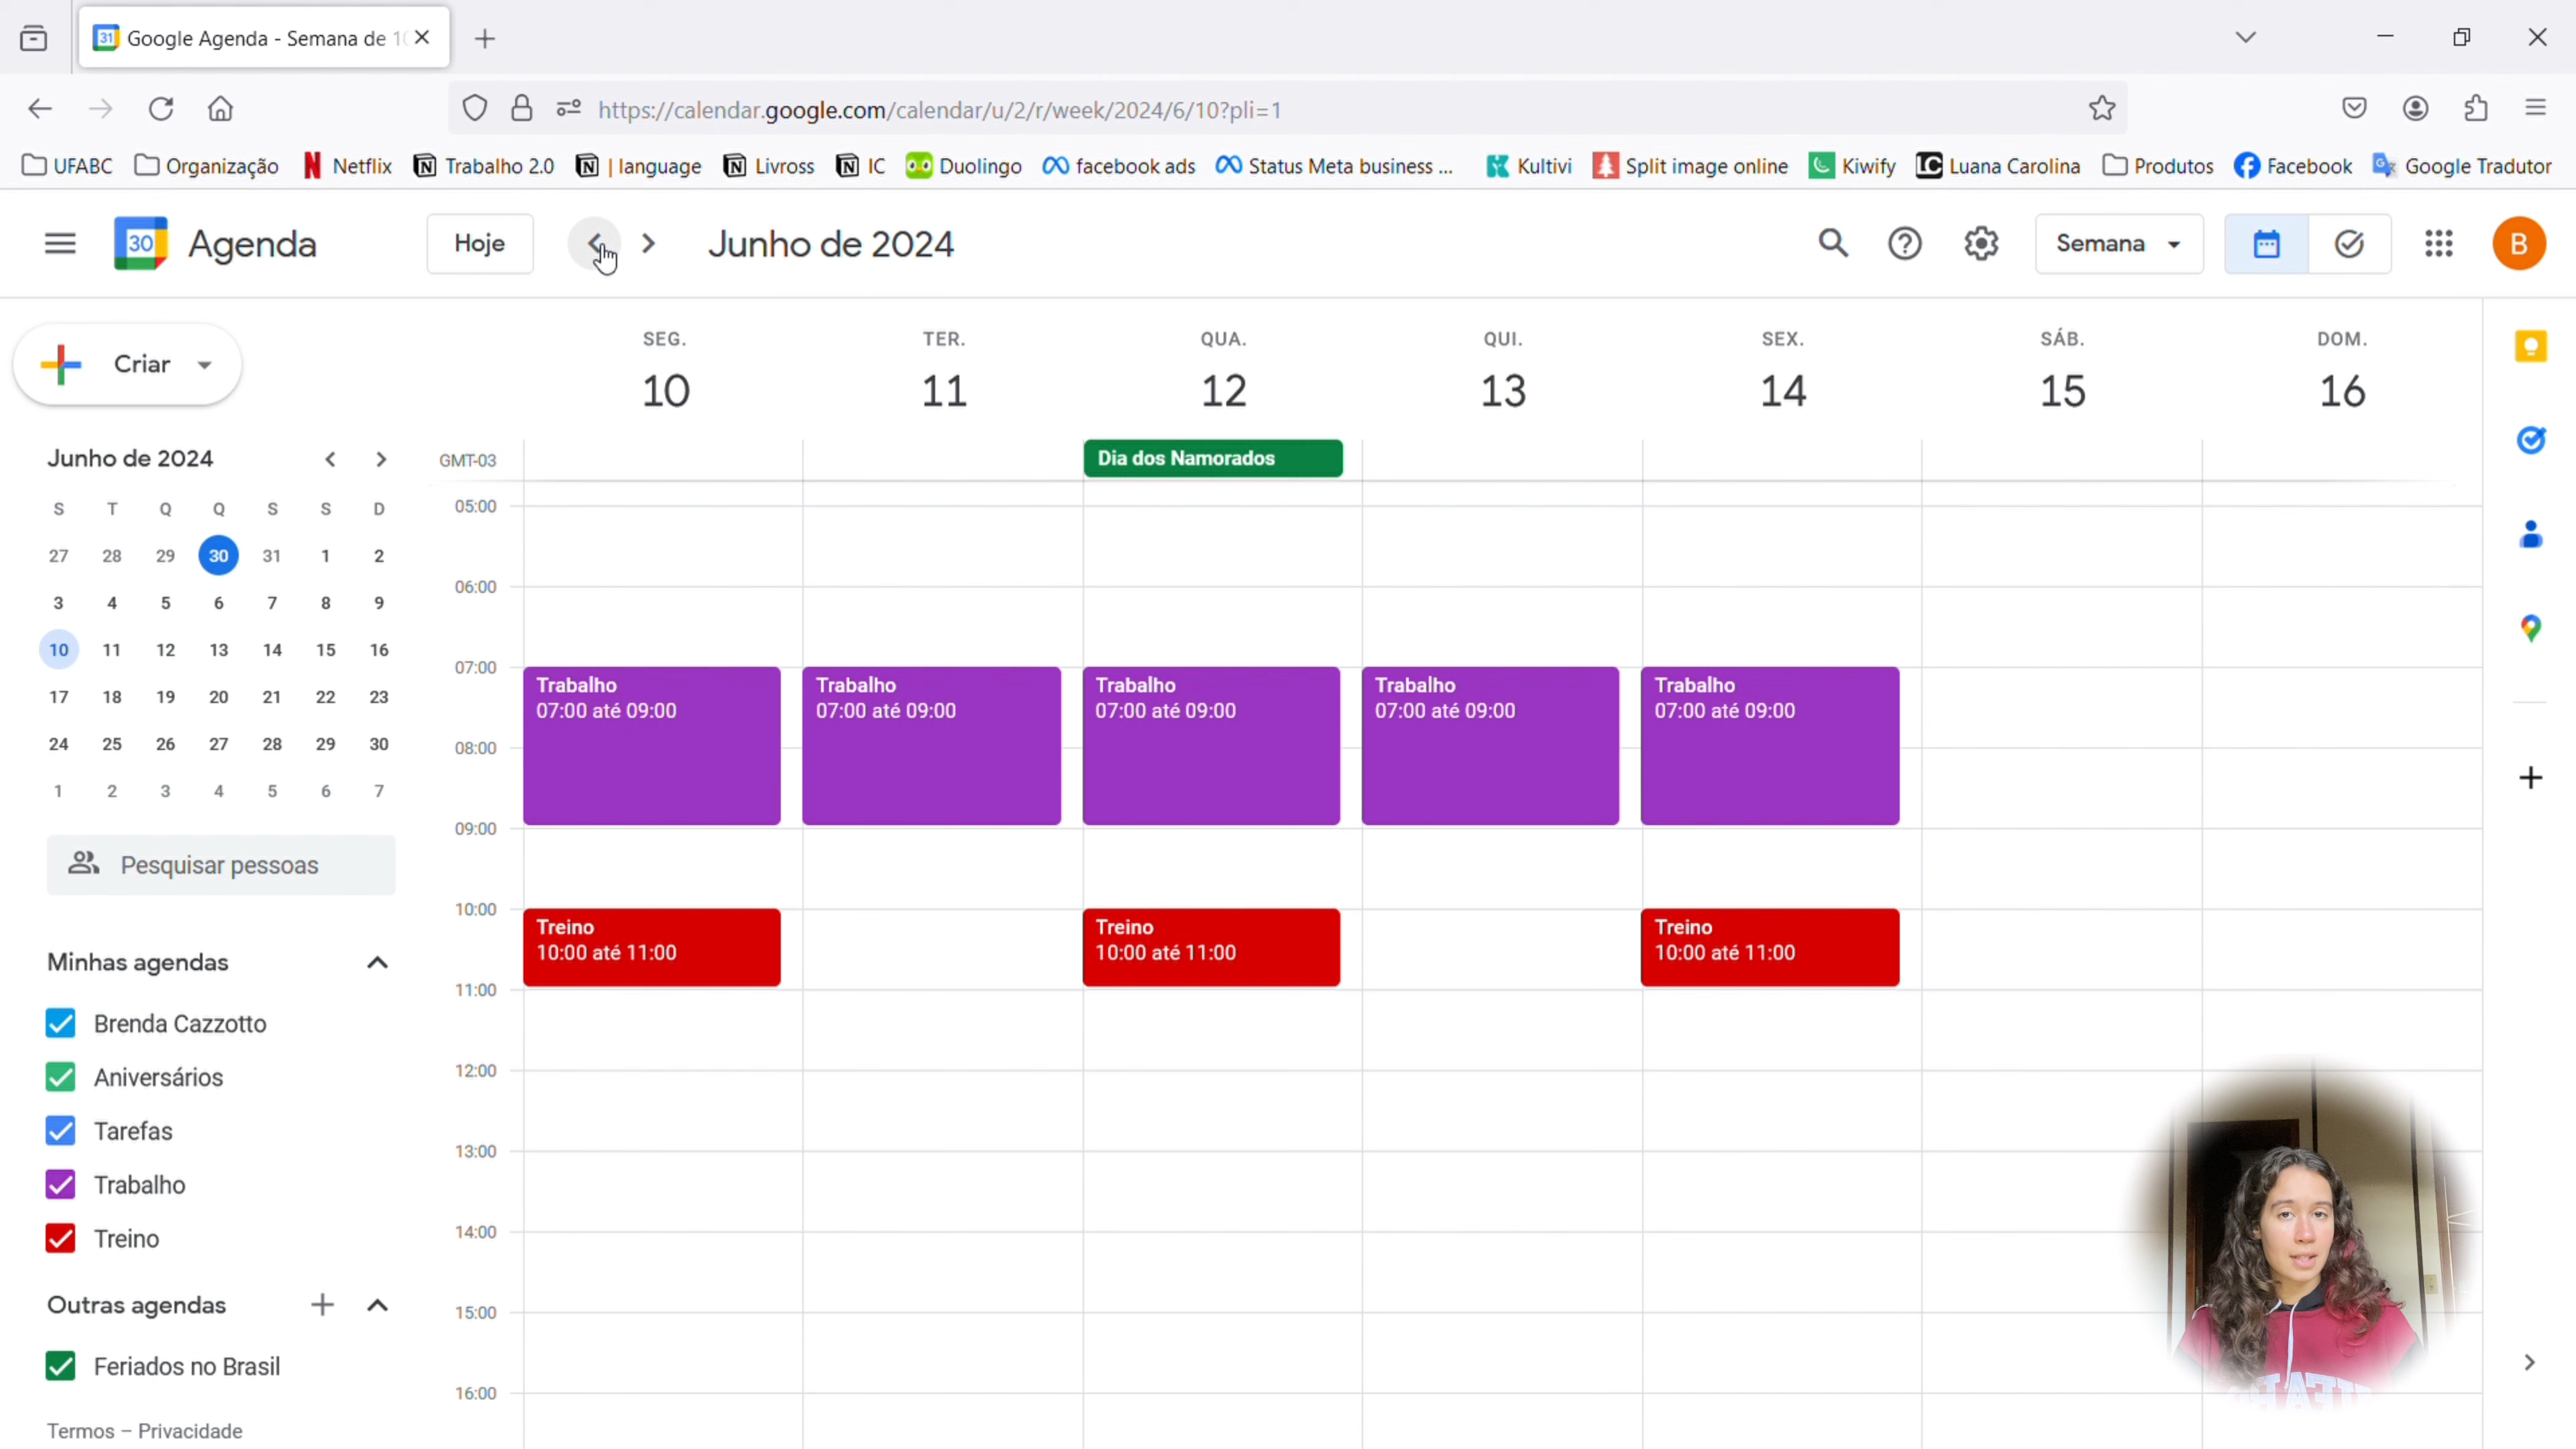 Google Agenda - Semana de 10
https://calendar.google.com/calendar/u/2/r/week/2024/6/10?pli=1
UFABC Organização Netflix Trabalho 2.0 | language Livross IC Duolingo facebook ads Status Meta business ... Kultivi Split image online Kiwify Luana Carolina Produtos Facebook Google Tradutor
30 Agenda Hoje Junho de 2024 Semana B
Criar
SEG. TER. QUA. QUI. SEX. SÁB. DOM.
10 11 12 13 14 15 16
Junho de 2024
S T Q Q S S D
27 28 29 30 31 1 2
3 4 5 6 7 8 9
10 11 12 13 14 15 16
17 18 19 20 21 22 23
24 25 26 27 28 29 30
1 2 3 4 5 6 7
Pesquisar pessoas
Minhas agendas
Brenda Cazzotto
Aniversários
Tarefas
Trabalho
Treino
Outras agendas
Feriados no Brasil
Termos – Privacidade
GMT-03 Dia dos Namorados
05:00
06:00
07:00
Trabalho Trabalho Trabalho Trabalho Trabalho
07:00 até 09:00 07:00 até 09:00 07:00 até 09:00 07:00 até 09:00 07:00 até 09:00
08:00
09:00
10:00
Treino Treino Treino
10:00 até 11:00 10:00 até 11:00 10:00 até 11:00
11:00
12:00
13:00
14:00
15:00
16:00